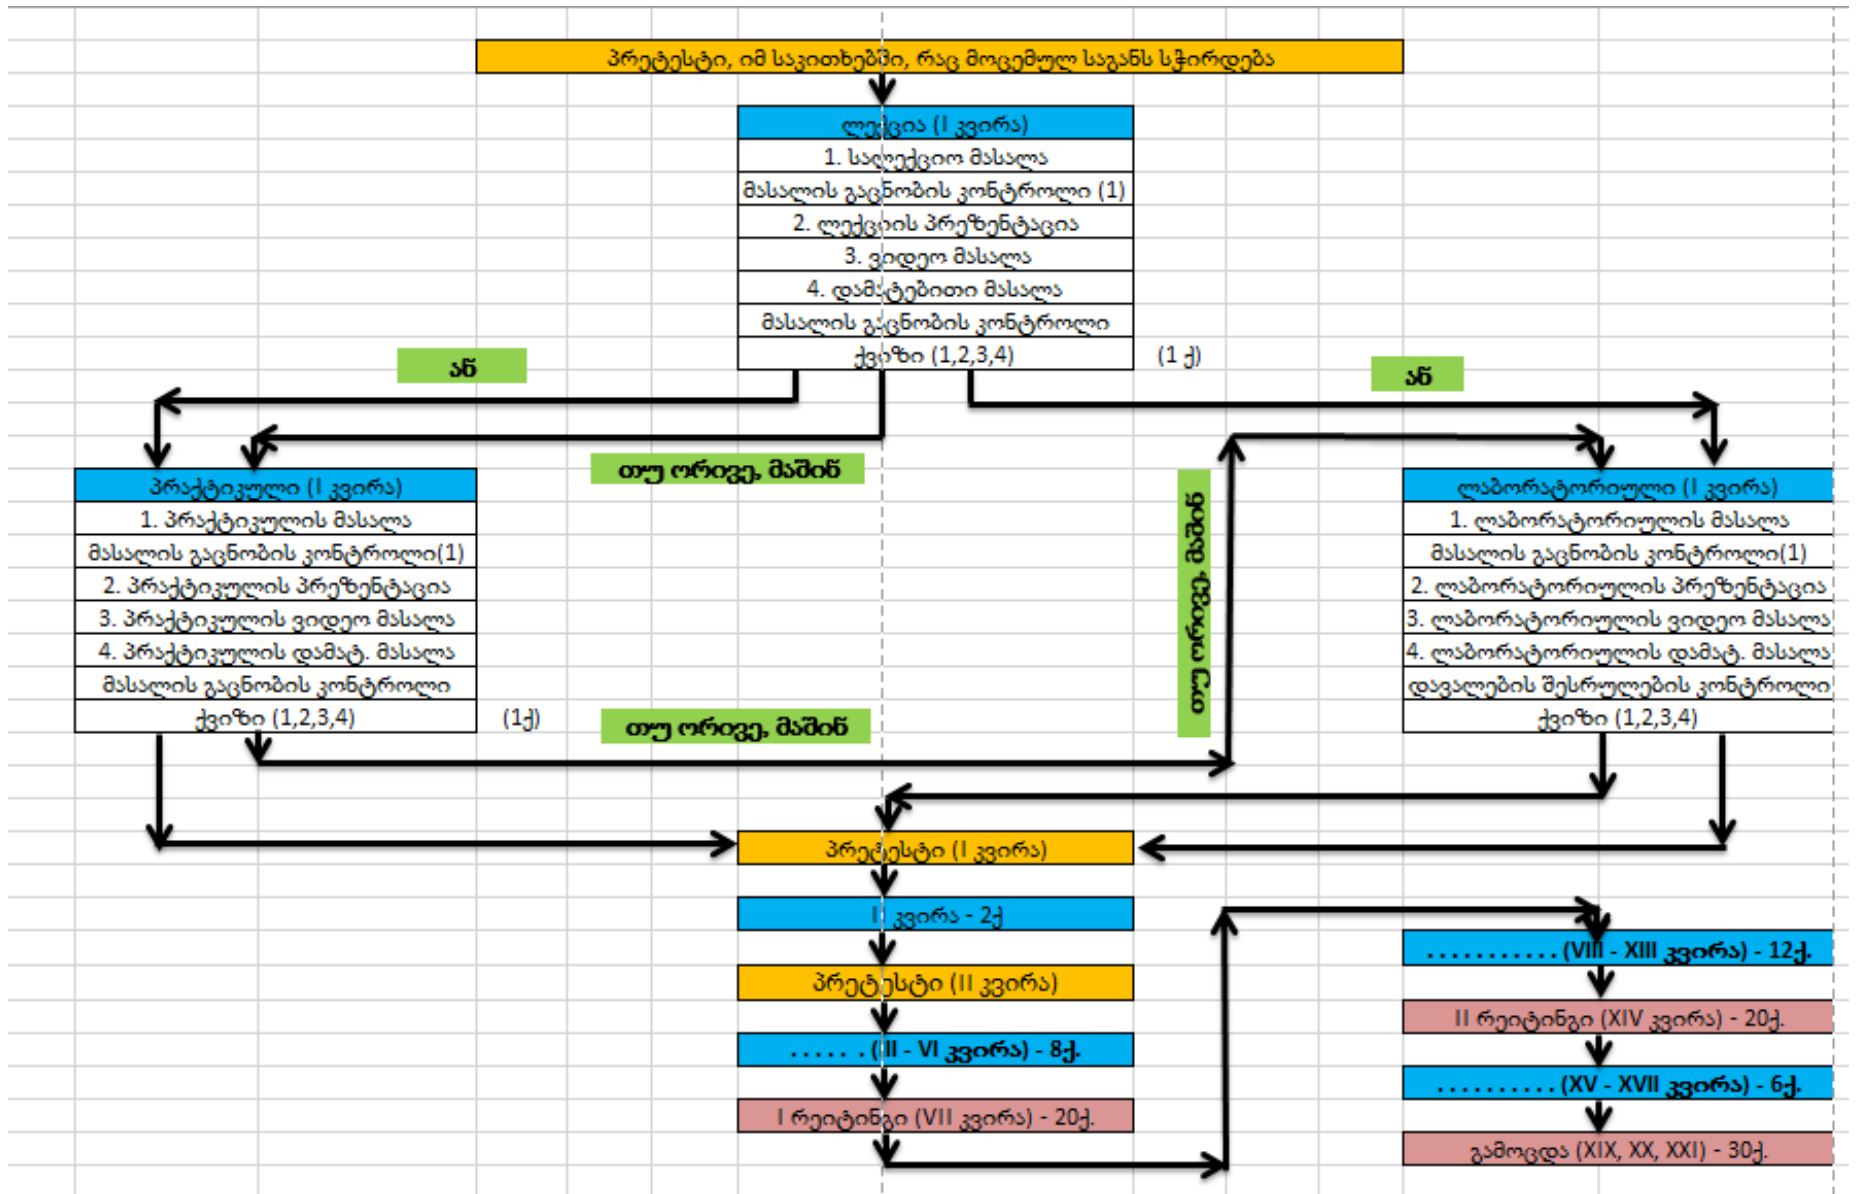 პრეტესტი, იმ საკითხებში, რაც მოცემულ საგანს სჭირდება
ლექცია (I კვირა)
1. სალექციო მასალა
მასალის გაცნობის კონტროლი (1)
2. ლექციის პრეზენტაცია
3. ვიდეო მასალა
4. დამატებითი მასალა
მასალის გაცნობის კონტროლი
ქვიზი (1,2,3,4)
(1 ქ)
ან
ან
თუ ორივე, მაშინ
პრაქტიკული (I კვირა)
1. პრაქტიკულის მასალა
მასალის გაცნობის კონტროლი(1)
2. პრაქტიკულის პრეზენტაცია
3. პრაქტიკულის ვიდეო მასალა
4. პრაქტიკულის დამატ. მასალა
მასალის გაცნობის კონტროლი
ქვიზი (1,2,3,4)
(1ქ)
თუ ორივე, მაშინ
თუ ორივე, მაშინ
ლაბორატორიული (I კვირა)
1. ლაბორატორიულის მასალა
მასალის გაცნობის კონტროლი(1)
2. ლაბორატორიულის პრეზენტაცია
3. ლაბორატორიულის ვიდეო მასალა
4. ლაბორატორიულის დამატ. მასალა
დავალების შესრულების კონტროლი
ქვიზი (1,2,3,4)
პრეტესტი (I კვირა)
II კვირა - 2ქ
პრეტესტი (II კვირა)
. . . . . . (III - VI კვირა) - 8ქ.
I რეიტინგი (VII კვირა) - 20ქ.
. . . . . . . . . . . (VIII - XIII კვირა) - 12ქ.
II რეიტინგი (XIV კვირა) - 20ქ.
. . . . . . . . . . (XV - XVII კვირა) - 6ქ.
გამოცდა (XIX, XX, XXI) - 30ქ.